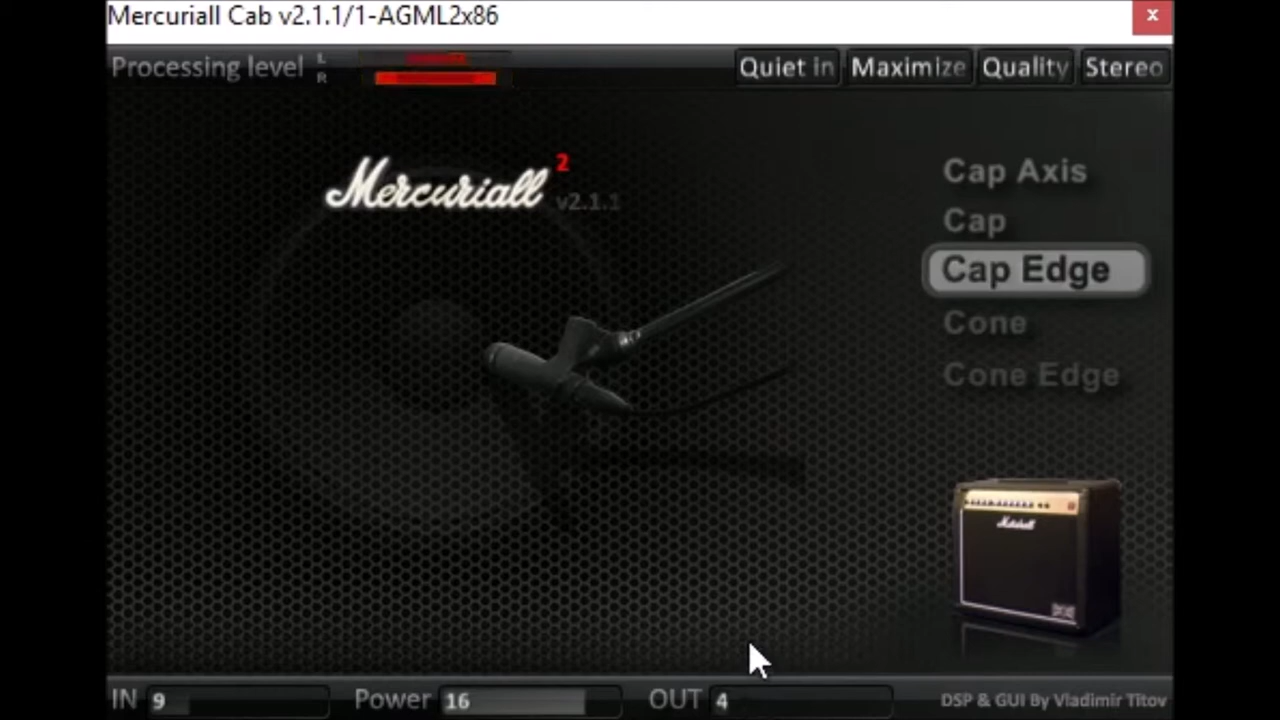 Mercuriall Cab v2.1.1/1-AGML2x86
Processing level L R
Quiet in Maximize Quality Stereo
Mercuriall 2
v2.1.1
Cap Axis
Cap
Cap Edge
Cone
Cone Edge
Marshall
IN 9 Power 16 OUT 4 DSP & GUI By Vladimir Titov